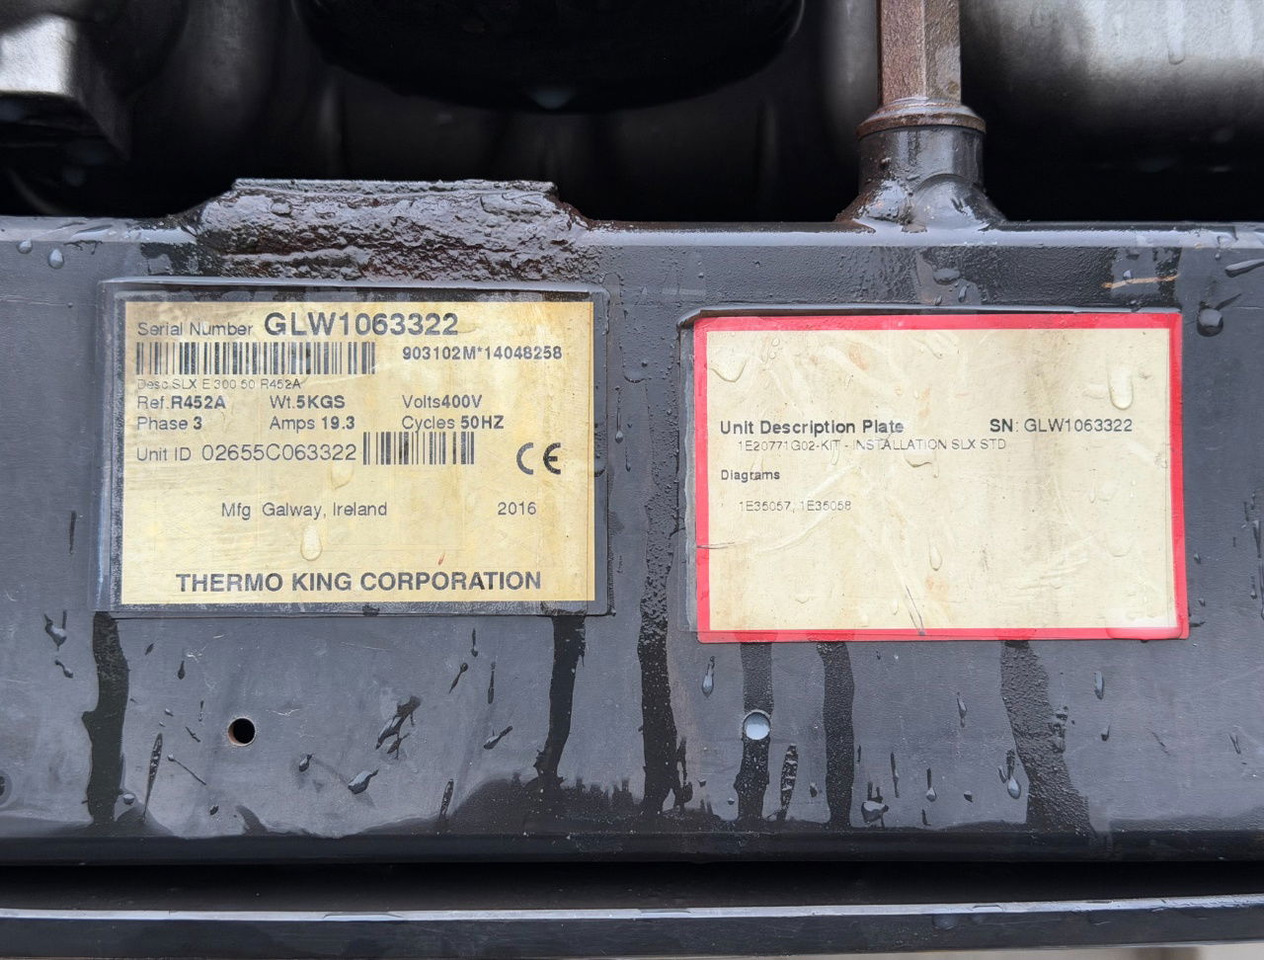 Serial Number GLW1063322
903102M*14048258
Desc.SLX E 300 50 R452A
Ref.R452A Wt.5KGS Volts400V
Phase 3 Amps 19.3 Cycles 50HZ
Unit ID 02655C063322
CE
Mfg Galway, Ireland 2016
THERMO KING CORPORATION
Unit Description Plate SN: GLW1063322
1E20771G02-KIT - INSTALLATION SLX STD
Diagrams
1E35057, 1E35058